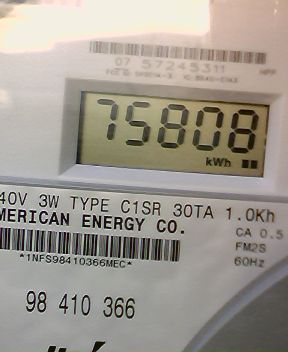 07 57245311
75808
kWh
40V 3W TYPE C1SR 30TA 1.0Kh
MERICAN ENERGY CO.
CA 0.5
FM2S
60Hz
*1NFS98410366MEC*
98 410 366